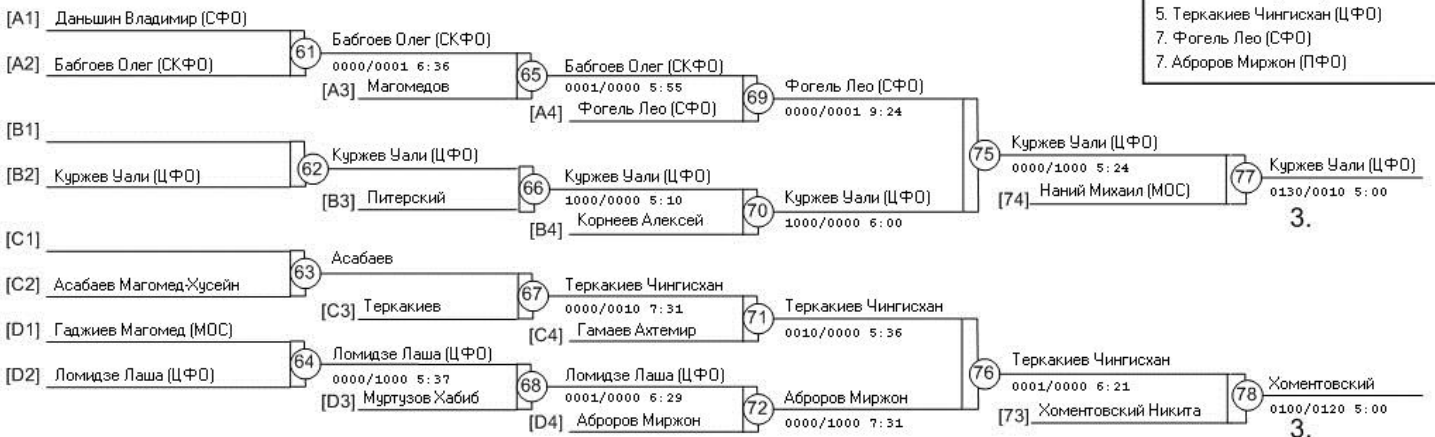 5. Теркакиев Чингисхан (ЦФО)
7. Фогель Лео (СФО)
7. Аброров Миржон (ПФО)
[A1] Даньшин Владимир (СФО)
61
Бабгоев Олег (СКФО)
[A2] Бабгоев Олег (СКФО)
0000/0001 6:36
65
Бабгоев Олег (СКФО)
[A3] Магомедов
0001/0000 5:55
69
Фогель Лео (СФО)
[A4] Фогель Лео (СФО)
0000/0001 9:24
[B1]
75
Куржев Уали (ЦФО)
62
Куржев Уали (ЦФО)
0000/1000 5:24
77
Куржев Уали (ЦФО)
[B2] Куржев Уали (ЦФО)
66
Куржев Уали (ЦФО)
[74] Наний Михаил (МОС)
0130/0010 5:00
[B3] Питерский
1000/0000 5:10
70
Куржев Уали (ЦФО)
3.
[B4] Корнеев Алексей
1000/0000 6:00
[C1]
63
Асабаев
[C2] Асабаев Магомед-Хусейн
67
Теркакиев Чингисхан
[C3] Теркакиев
0000/0010 7:31
71
Теркакиев Чингисхан
[C4] Гамаев Ахтемир
0010/0000 5:36
[D1] Гаджиев Магомед (МОС)
76
Теркакиев Чингисхан
64
Ломидзе Лаша (ЦФО)
0001/0000 6:21
78
Хоментовский
[D2] Ломидзе Лаша (ЦФО)
0000/1000 5:37
68
Ломидзе Лаша (ЦФО)
[73] Хоментовский Никита
0100/0120 5:00
[D3] Муртузов Хабиб
0001/0000 6:29
72
Аброров Миржон
3.
[D4] Аброров Миржон
0000/1000 7:31